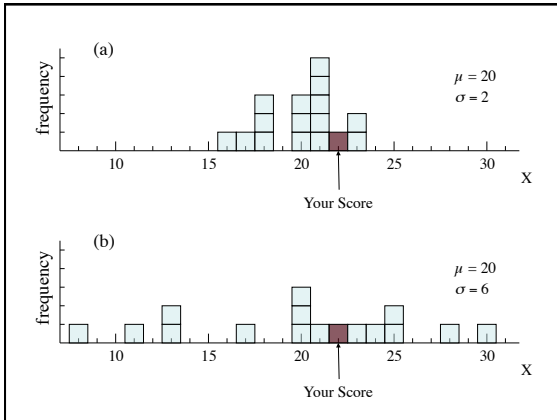 (a)
frequency
μ = 20
σ = 2
10 15 20 25 30
X
Your Score
(b)
frequency
μ = 20
σ = 6
10 15 20 25 30
X
Your Score